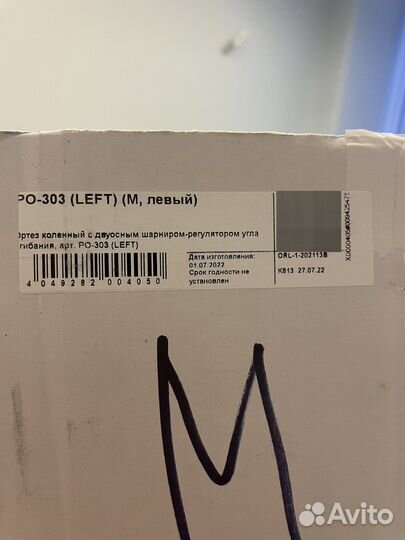 PO-303 (LEFT) (M, левый)
Ортез коленный с двуосным шарниром-регулятором угла
сгибания, арт. PO-303 (LEFT)
Дата изготовления:
01.07.2022
Срок годности не
установлен
ORL-1-202113B
K813 27.07.22
4 049282 004050
M
Avito